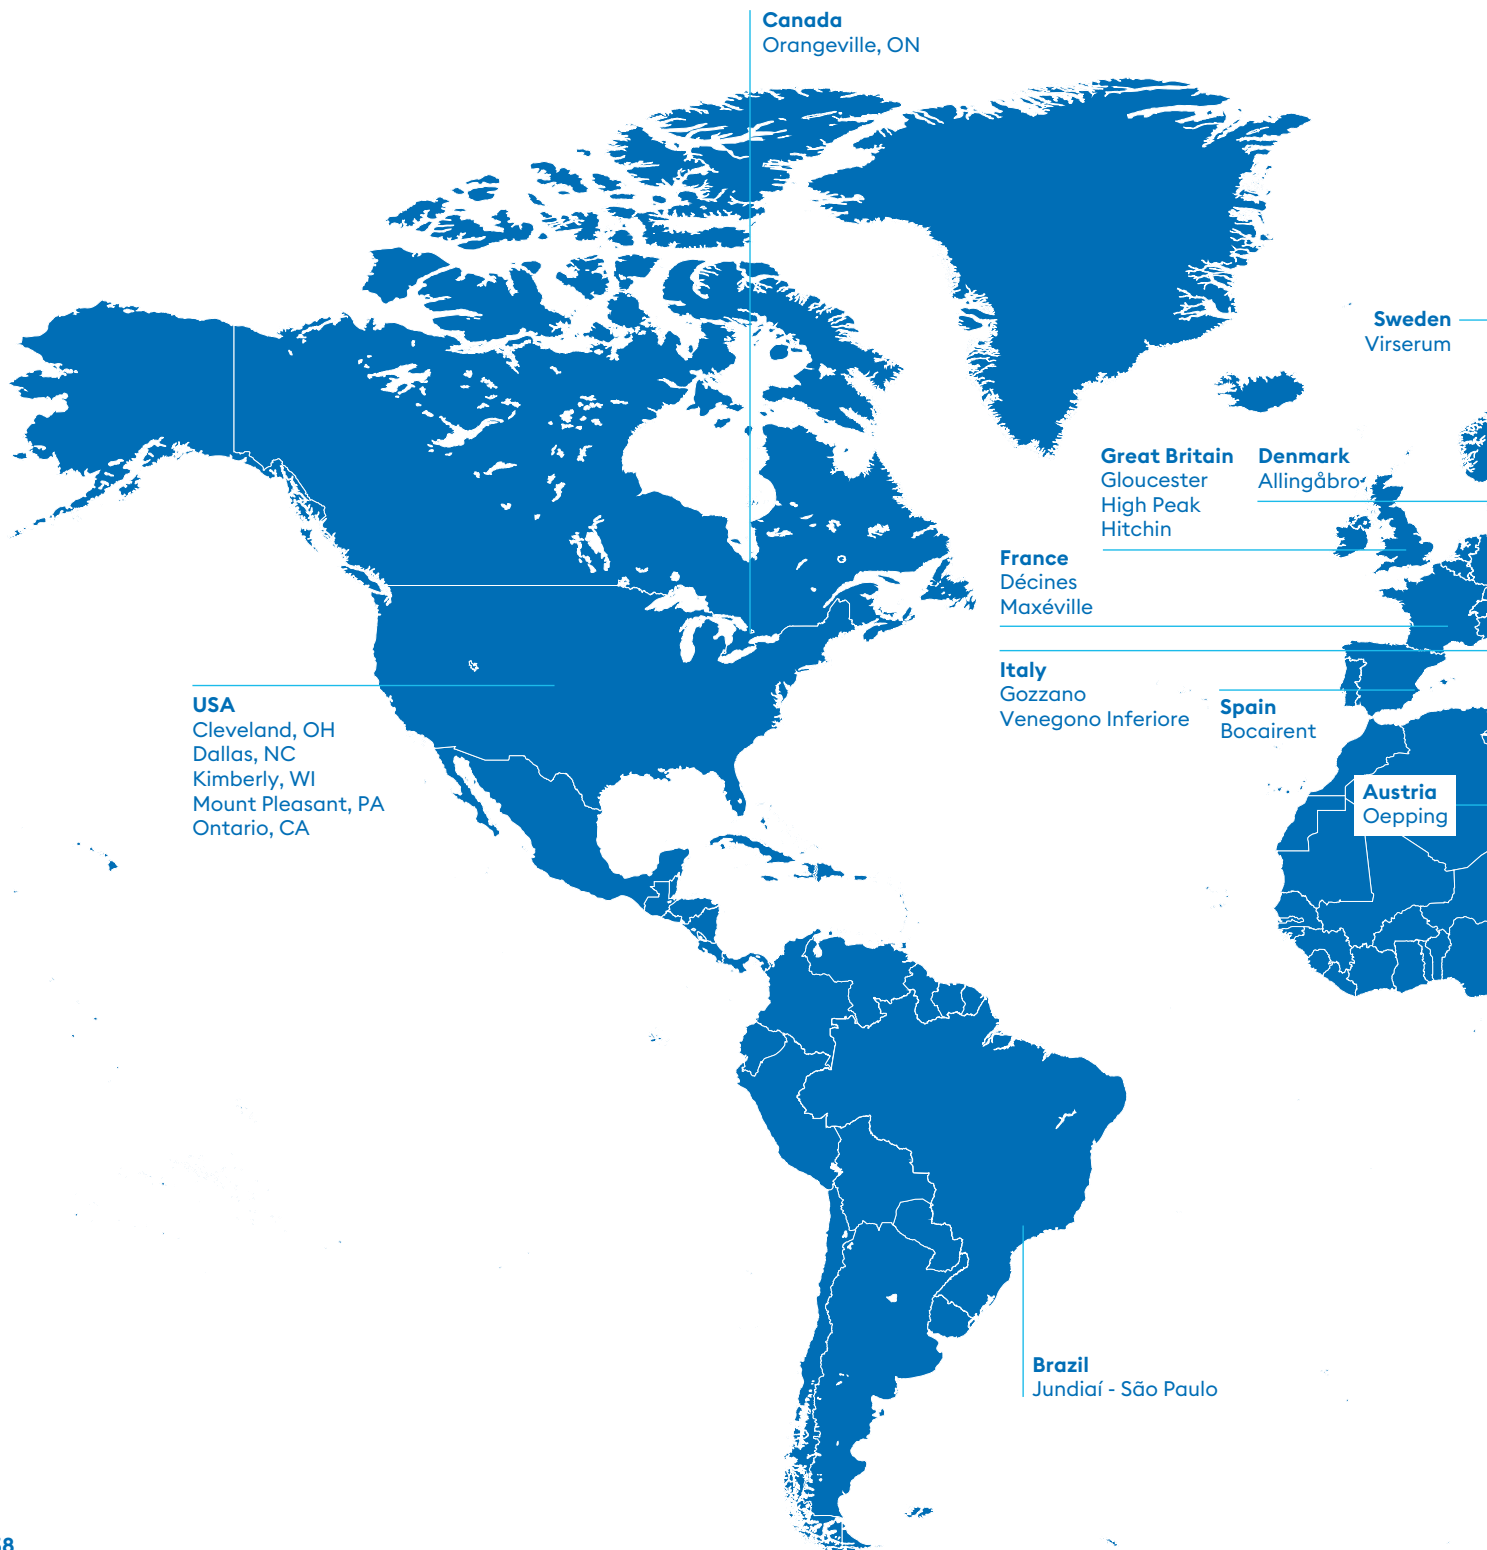 Canada
Orangeville, ON
Sweden
Virserum
Great Britain
Gloucester
High Peak
Hitchin
Denmark
Allingåbro
France
Décines
Maxéville
Italy
Gozzano
Venegono Inferiore
Spain
Bocairent
USA
Cleveland, OH
Dallas, NC
Kimberly, WI
Mount Pleasant, PA
Ontario, CA
Austria
Oepping
Brazil
Jundiaí - São Paulo